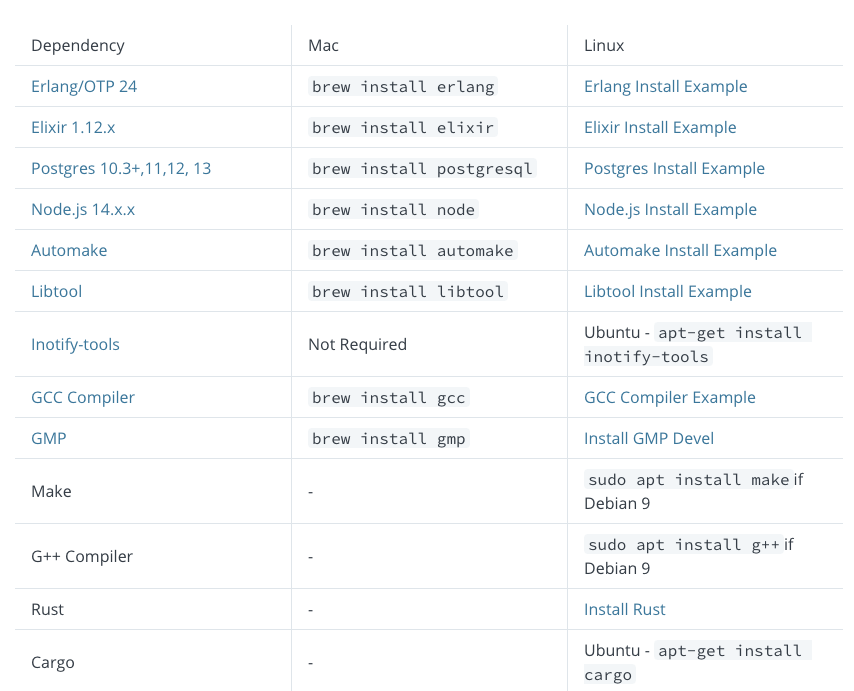 Dependency Mac Linux
Erlang/OTP 24 brew install erlang Erlang Install Example
Elixir 1.12.x brew install elixir Elixir Install Example
Postgres 10.3+,11,12, 13 brew install postgresql Postgres Install Example
Node.js 14.x.x brew install node Node.js Install Example
Automake brew install automake Automake Install Example
Libtool brew install libtool Libtool Install Example
Inotify-tools Not Required Ubuntu - apt-get install
inotify-tools
GCC Compiler brew install gcc GCC Compiler Example
GMP brew install gmp Install GMP Devel
Make - sudo apt install make if
Debian 9
G++ Compiler - sudo apt install g++ if
Debian 9
Rust - Install Rust
Cargo - Ubuntu - apt-get install
cargo